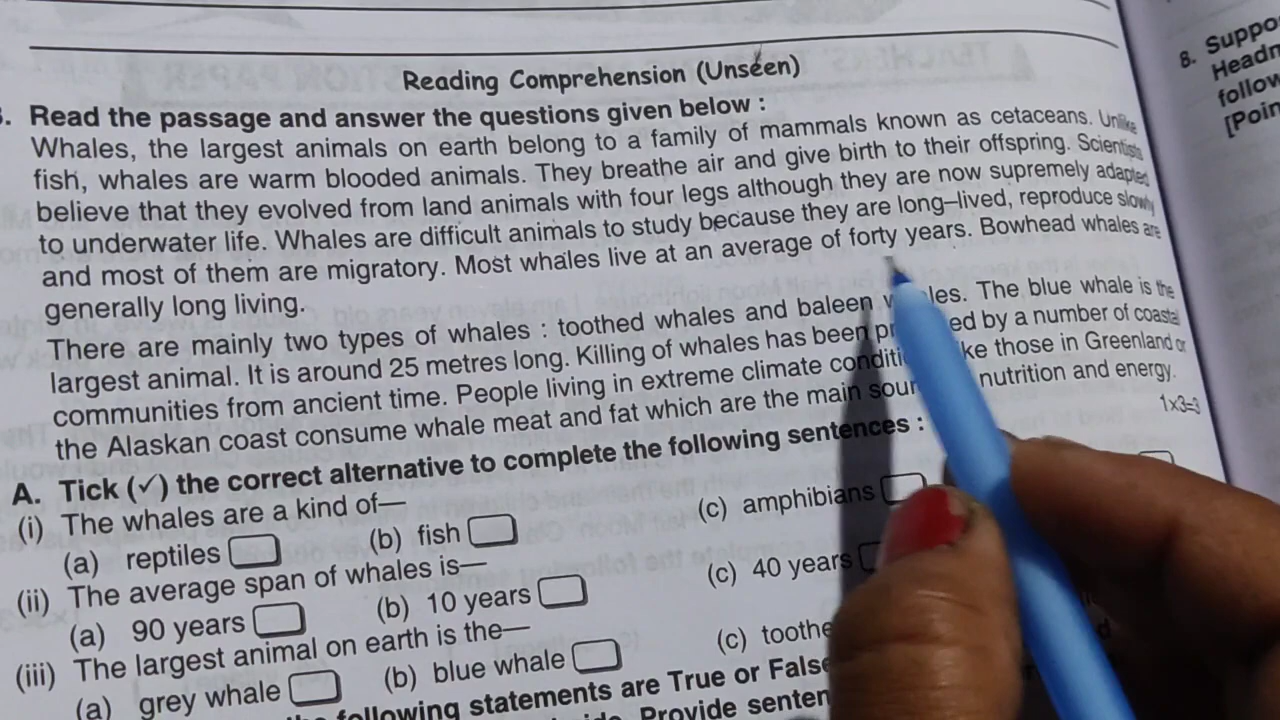 Reading Comprehension (Unseen)
. Read the passage and answer the questions given below :
Whales, the largest animals on earth belong to a family of mammals known as cetaceans. Unlike
fish, whales are warm blooded animals. They breathe air and give birth to their offspring. Scientists
believe that they evolved from land animals with four legs although they are now supremely adapted
to underwater life. Whales are difficult animals to study because they are long-lived, reproduce slowly
and most of them are migratory. Most whales live at an average of forty years. Bowhead whales are
generally long living.
There are mainly two types of whales : toothed whales and baleen w les. The blue whale is the
largest animal. It is around 25 metres long. Killing of whales has been pr ed by a number of coastal
communities from ancient time. People living in extreme climate conditi ke those in Greenland or
the Alaskan coast consume whale meat and fat which are the main sour nutrition and energy.
A. Tick (✓) the correct alternative to complete the following sentences : 1x3=3
(i) The whales are a kind of—
(a) reptiles (b) fish (c) amphibians
(ii) The average span of whales is—
(a) 90 years (b) 10 years (c) 40 years
(iii) The largest animal on earth is the—
(a) grey whale (b) blue whale (c) toothe
following statements are True or False
Provide senten
8. Suppo
Headm
follow
[Poin